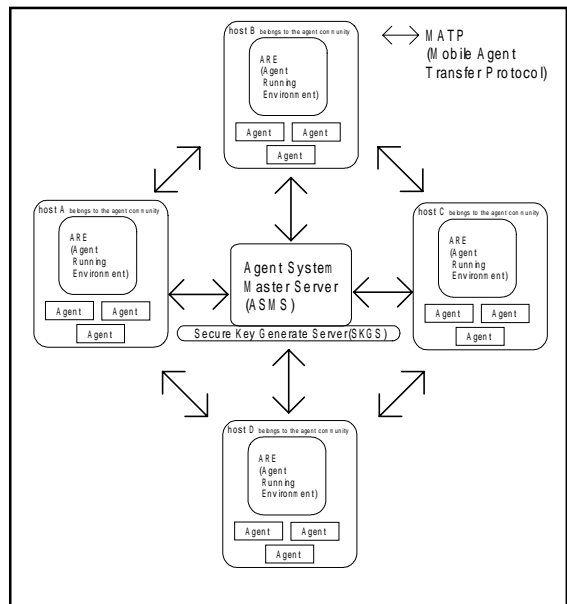 host B belongs to the agent community
ARE
(Agent
Running
Environment)
Agent
Agent
Agent
MATP
(Mobile Agent
Transfer Protocol)
host A belongs to the agent community
ARE
(Agent
Running
Environment)
Agent
Agent
Agent
Agent System
Master Server
(ASMS)
Secure Key Generate Server(SKGS)
host C belongs to the agent community
ARE
(Agent
Running
Environment)
Agent
Agent
Agent
host D belongs to the agent community
ARE
(Agent
Running
Environment)
Agent
Agent
Agent